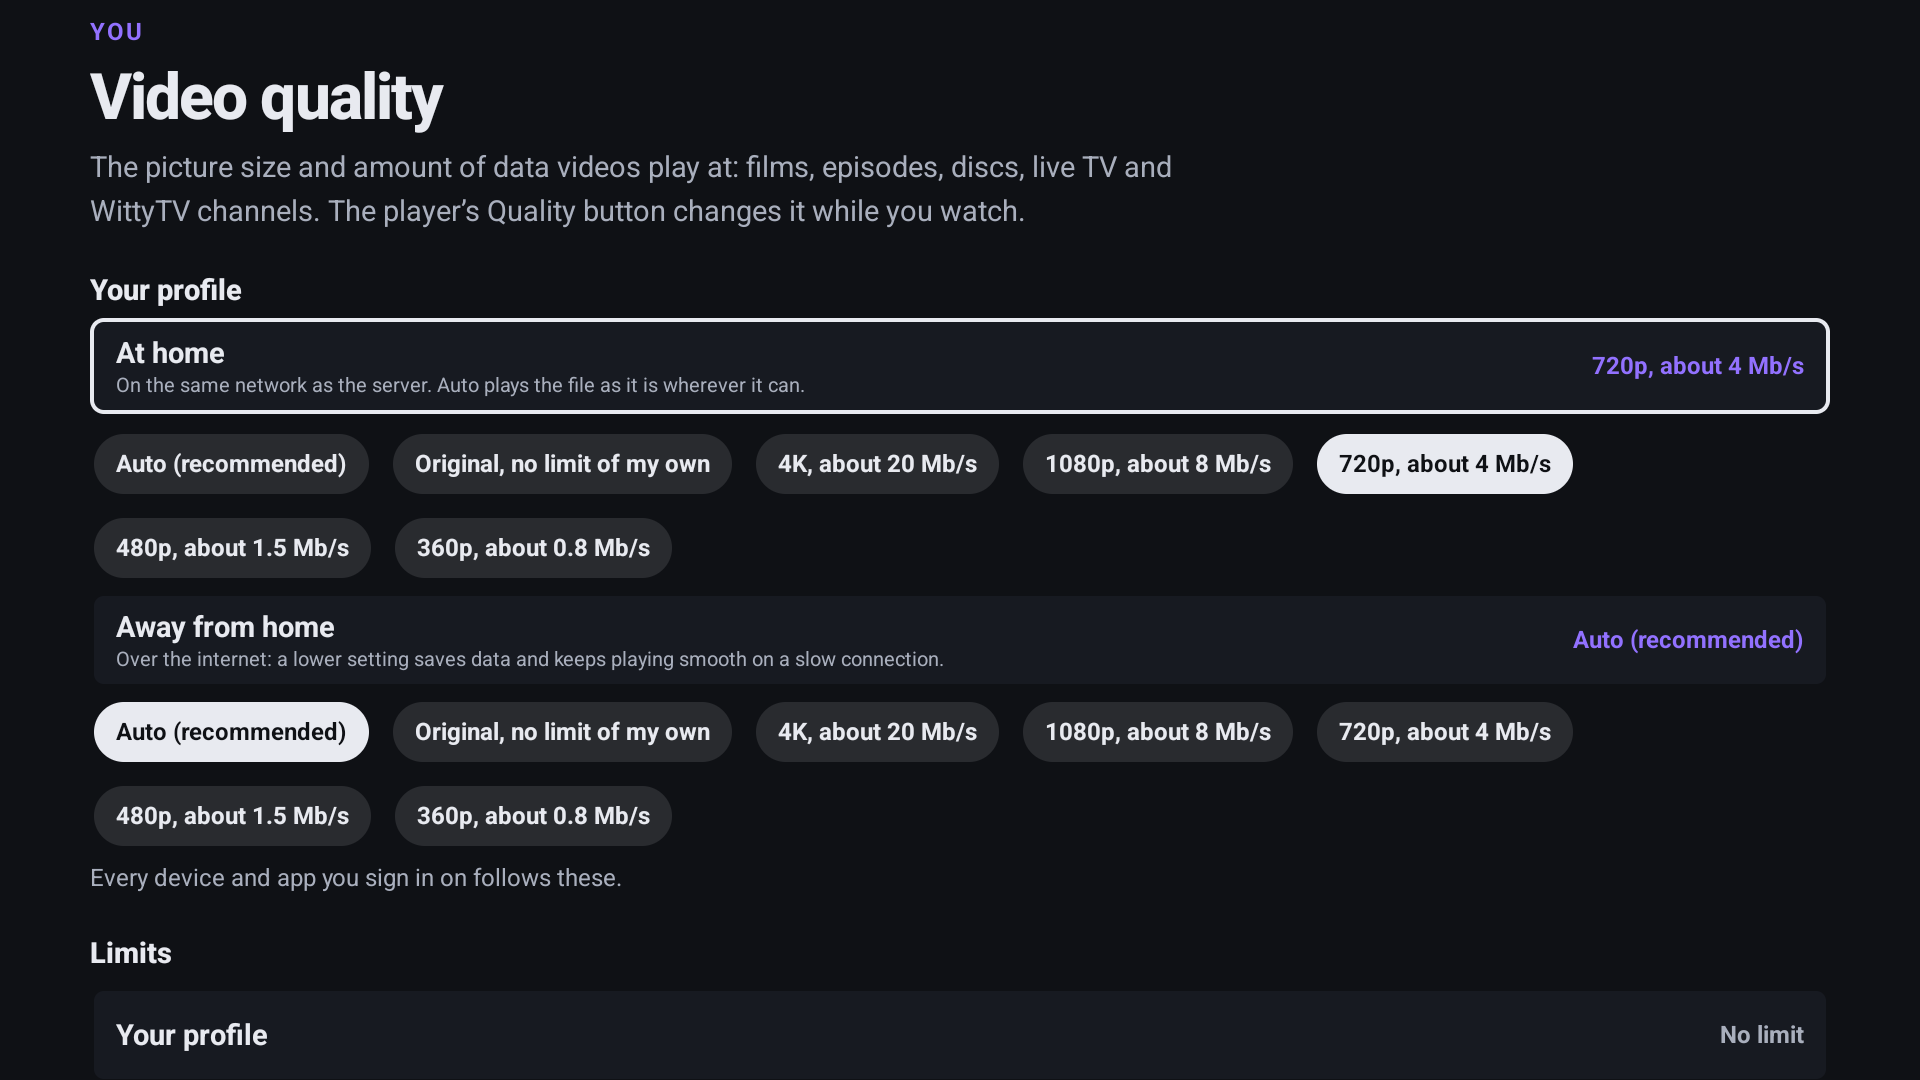 YOU
Video quality
The picture size and amount of data videos play at: films, episodes, discs, live TV and
WittyTV channels. The player’s Quality button changes it while you watch.
Your profile
At home
On the same network as the server. Auto plays the file as it is wherever it can.
720p, about 4 Mb/s
Auto (recommended)
Original, no limit of my own
4K, about 20 Mb/s
1080p, about 8 Mb/s
720p, about 4 Mb/s
480p, about 1.5 Mb/s
360p, about 0.8 Mb/s
Away from home
Over the internet: a lower setting saves data and keeps playing smooth on a slow connection.
Auto (recommended)
Auto (recommended)
Original, no limit of my own
4K, about 20 Mb/s
1080p, about 8 Mb/s
720p, about 4 Mb/s
480p, about 1.5 Mb/s
360p, about 0.8 Mb/s
Every device and app you sign in on follows these.
Limits
Your profile
No limit